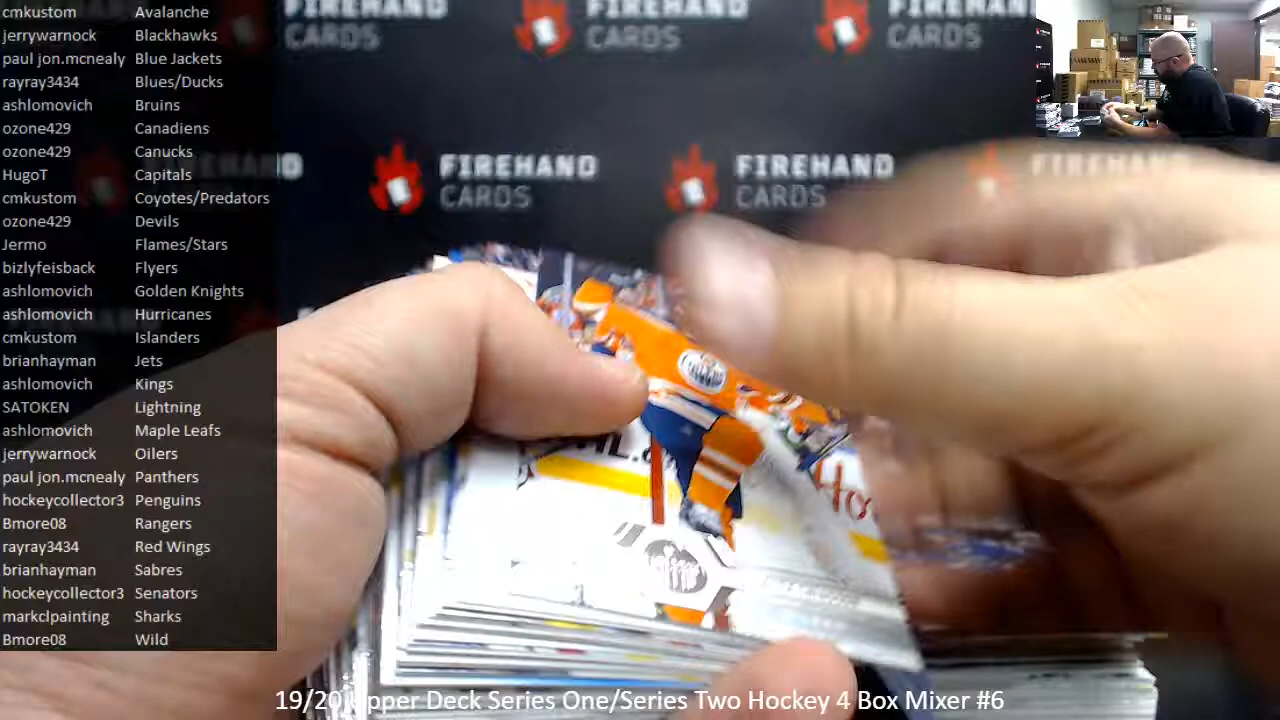 cmkustom Avalanche
jerrywarnock Blackhawks
paul jon.mcnealy Blue Jackets
rayray3434 Blues/Ducks
ashlomovich Bruins
ozone429 Canadiens
ozone429 Canucks
HugoT Capitals
cmkustom Coyotes/Predators
ozone429 Devils
Jermo Flames/Stars
bizlyfeisback Flyers
ashlomovich Golden Knights
ashlomovich Hurricanes
cmkustom Islanders
brianhayman Jets
ashlomovich Kings
SATOKEN Lightning
ashlomovich Maple Leafs
jerrywarnock Oilers
paul jon.mcnealy Panthers
hockeycollector3 Penguins
Bmore08 Rangers
rayray3434 Red Wings
brianhayman Sabres
hockeycollector3 Senators
markclpainting Sharks
Bmore08 Wild
FIREHAND FIREHAND FIREHAND
CARDS CARDS CARDS
FIREHAND FIREHAND FIREHAND
CARDS CARDS CARDS
19/20 Upper Deck Series One/Series Two Hockey 4 Box Mixer #6